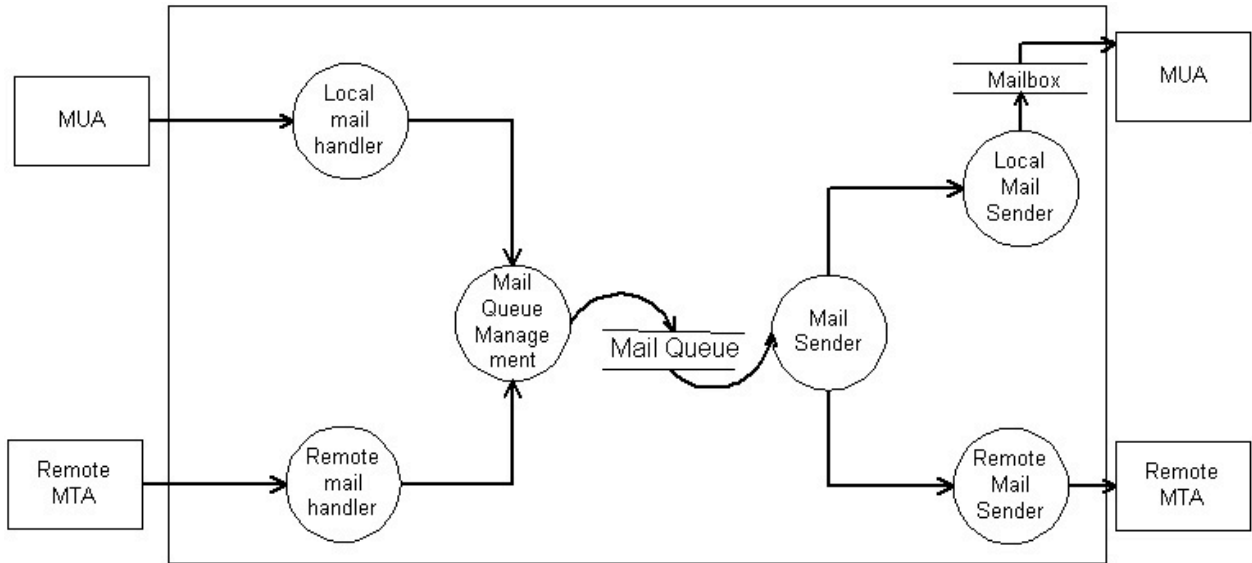 MUA
Local
mail
handler
Mail
Queue
Manage
ment
Remote
MTA
Remote
mail
handler
Mail Queue
Mail
Sender
Mailbox
MUA
Local
Mail
Sender
Remote
Mail
Sender
Remote
MTA